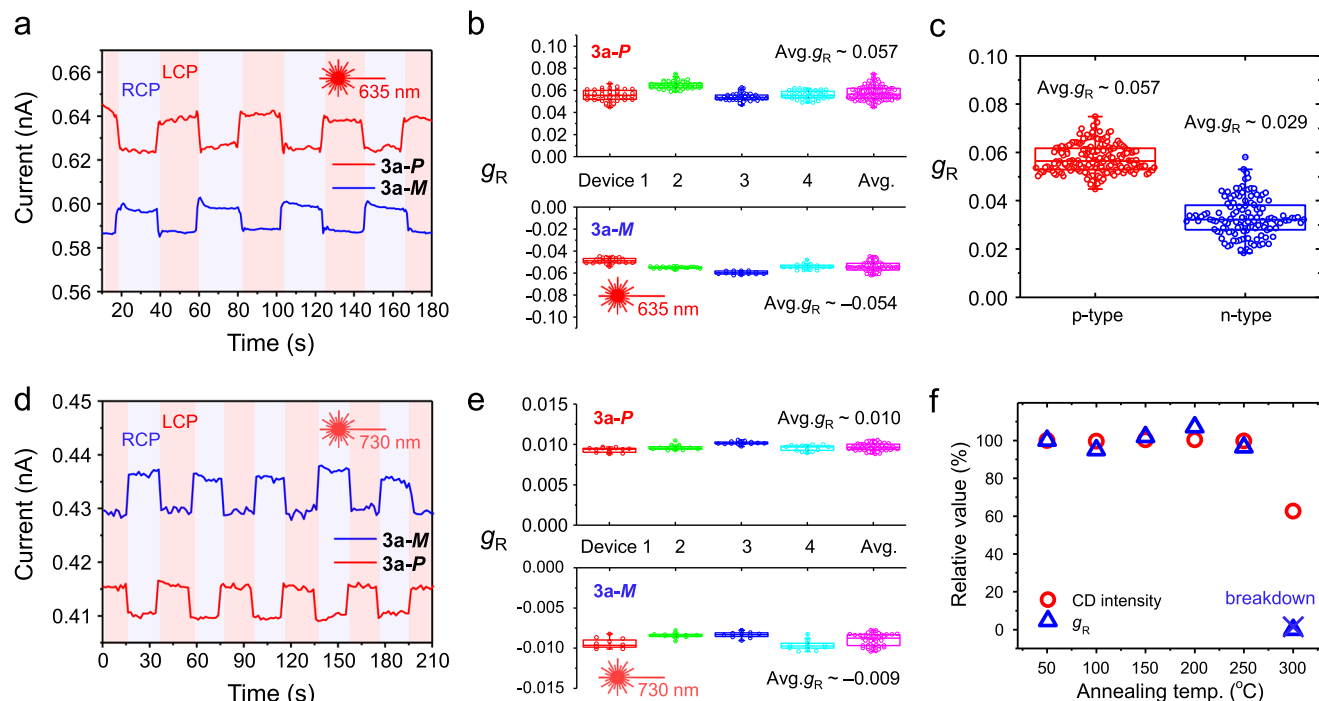 a
0.66
0.64
0.62
0.60
0.58
0.56
Current (nA)
RCP
LCP
635 nm
3a-P
3a-M
20 40 60 80 100 120 140 160 180
Time (s)
b
3a-P
Avg.gR ~ 0.057
0.10
0.08
0.06
0.04
0.02
0.00
gR
Device 1 2 3 4 Avg.
0.00
-0.02
-0.04
-0.06
-0.08
-0.10
3a-M
635 nm
Avg.gR ~ –0.054
c
0.10
0.08
0.06
0.04
0.02
0.00
gR
Avg.gR ~ 0.057
Avg.gR ~ 0.029
p-type n-type
d
0.45
0.44
0.43
0.42
0.41
Current (nA)
RCP
LCP
730 nm
3a-M
3a-P
0 30 60 90 120 150 180 210
Time (s)
e
3a-P
Avg.gR ~ 0.010
0.015
0.010
0.005
0.000
gR
Device 1 2 3 4 Avg.
0.000
-0.005
-0.010
-0.015
3a-M
730 nm
Avg.gR ~ –0.009
f
100
80
60
40
20
0
Relative value (%)
CD intensity
gR
breakdown
50 100 150 200 250 300
Annealing temp. (°C)